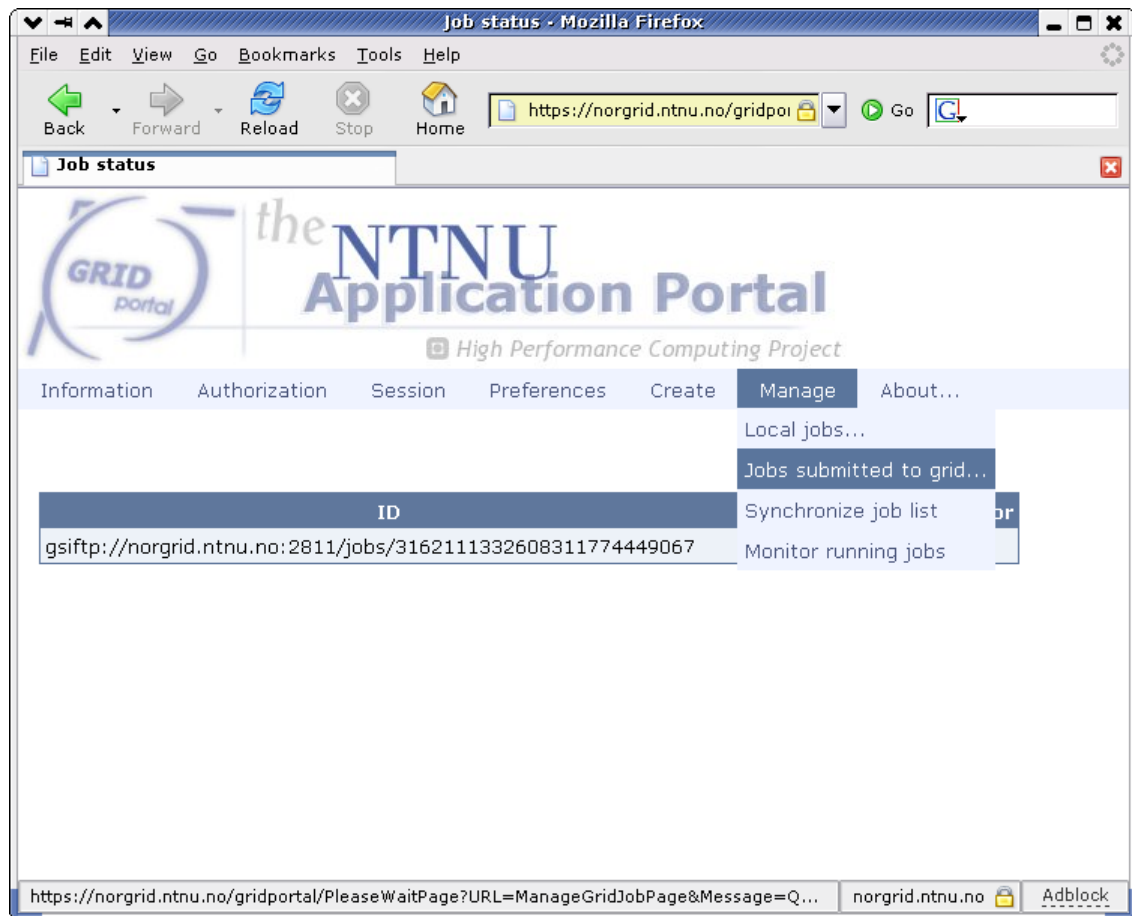 Job status - Mozilla Firefox
File Edit View Go Bookmarks Tools Help
Back Forward Reload Stop Home https://norgrid.ntnu.no/gridpor Go G
Job status
GRID portal
the NTNU
Application Portal
High Performance Computing Project
Information Authorization Session Preferences Create Manage About...
Local jobs...
Jobs submitted to grid...
Synchronize job list
Monitor running jobs
ID or
gsiftp://norgrid.ntnu.no:2811/jobs/3162111332608311774449067
https://norgrid.ntnu.no/gridportal/PleaseWaitPage?URL=ManageGridJobPage&Message=Q... norgrid.ntnu.no Adblock